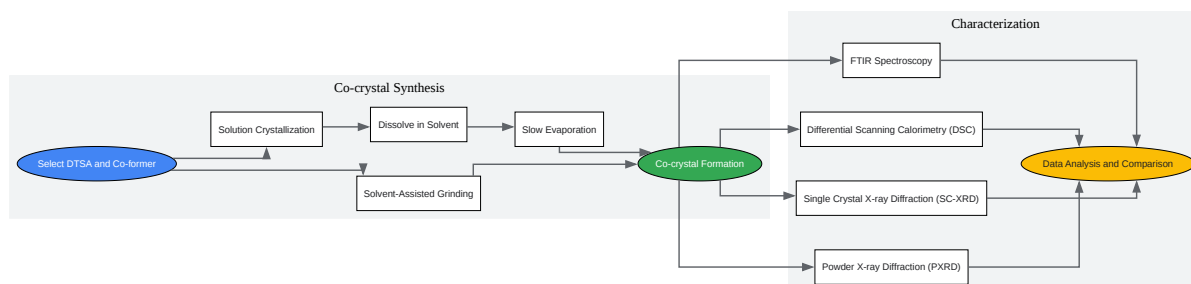 Characterization
FTIR Spectroscopy
Co-crystal Synthesis
Solution Crystallization
Dissolve in Solvent
Slow Evaporation
Differential Scanning Calorimetry (DSC)
Select DTSA and Co-former
Co-crystal Formation
Data Analysis and Comparison
Solvent-Assisted Grinding
Single Crystal X-ray Diffraction (SC-XRD)
Powder X-ray Diffraction (PXRD)